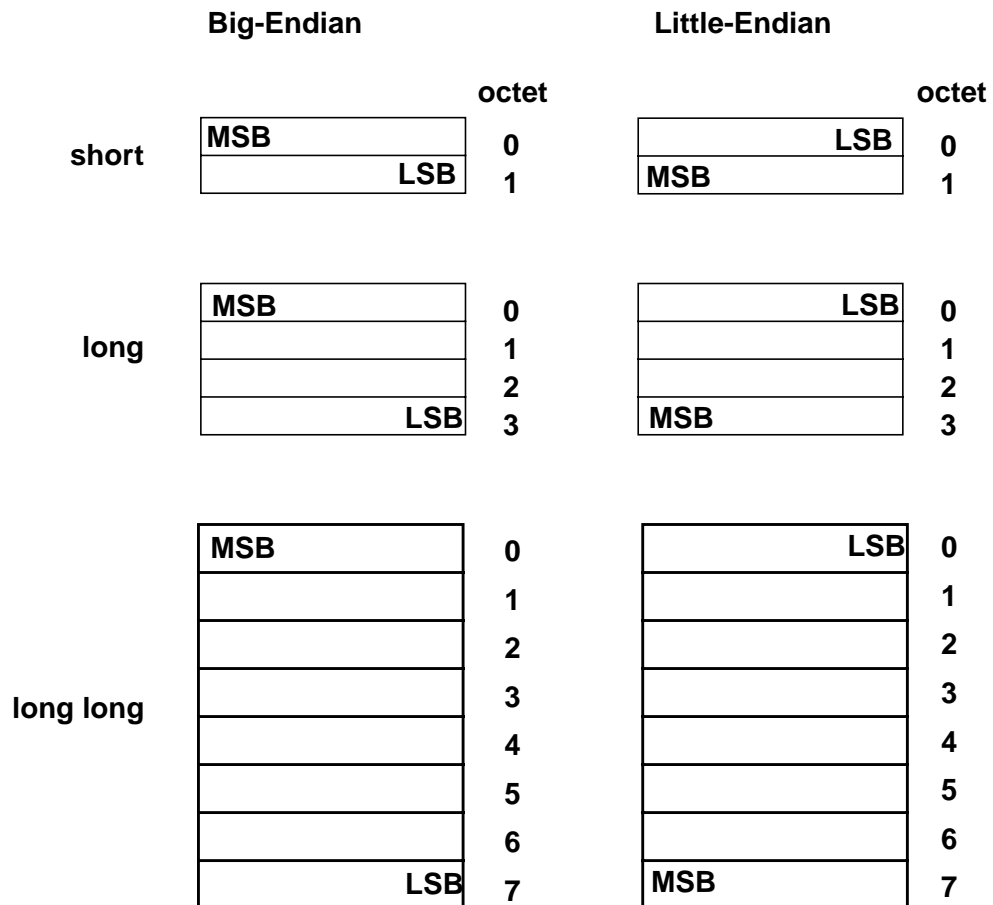 Big-Endian Little-Endian
octet octet
short MSB 0 LSB 0
LSB 1 MSB 1
long MSB 0 LSB 0
1 1
2 2
LSB 3 MSB 3
long long MSB 0 LSB 0
1 1
2 2
3 3
4 4
5 5
6 6
LSB 7 MSB 7